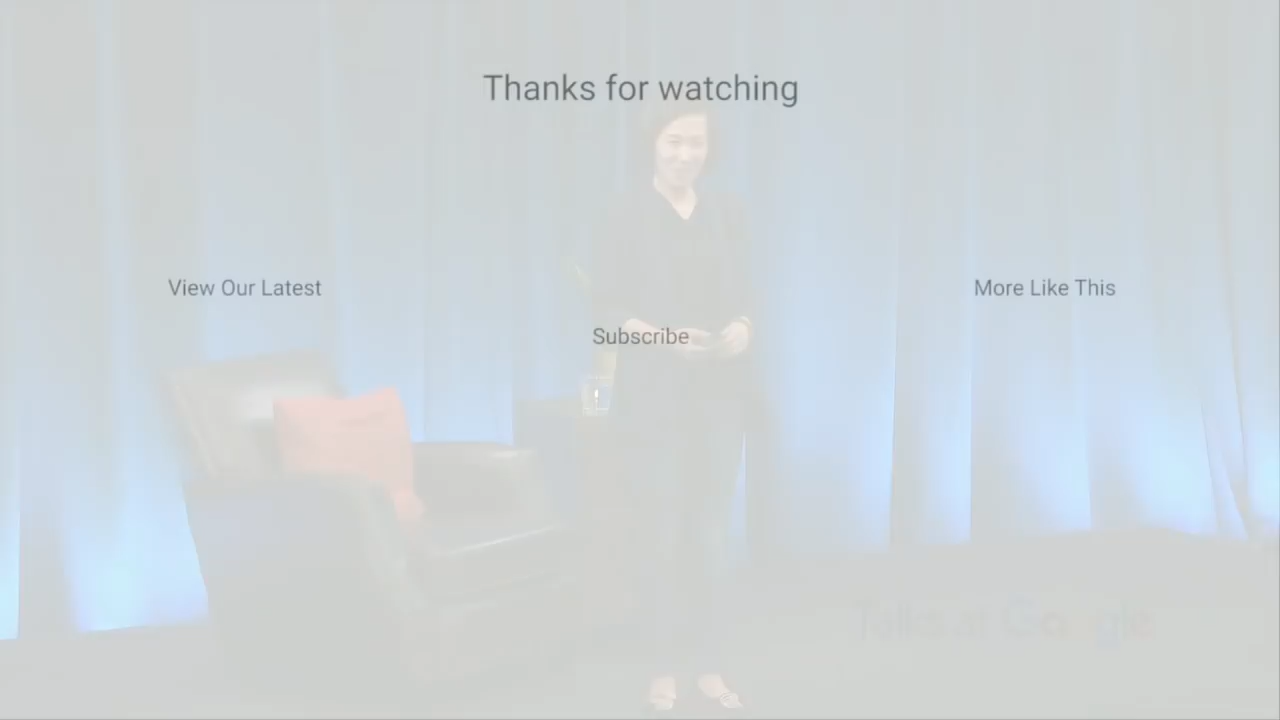 Thanks for watching
View Our Latest
More Like This
Subscribe
Talks at Google